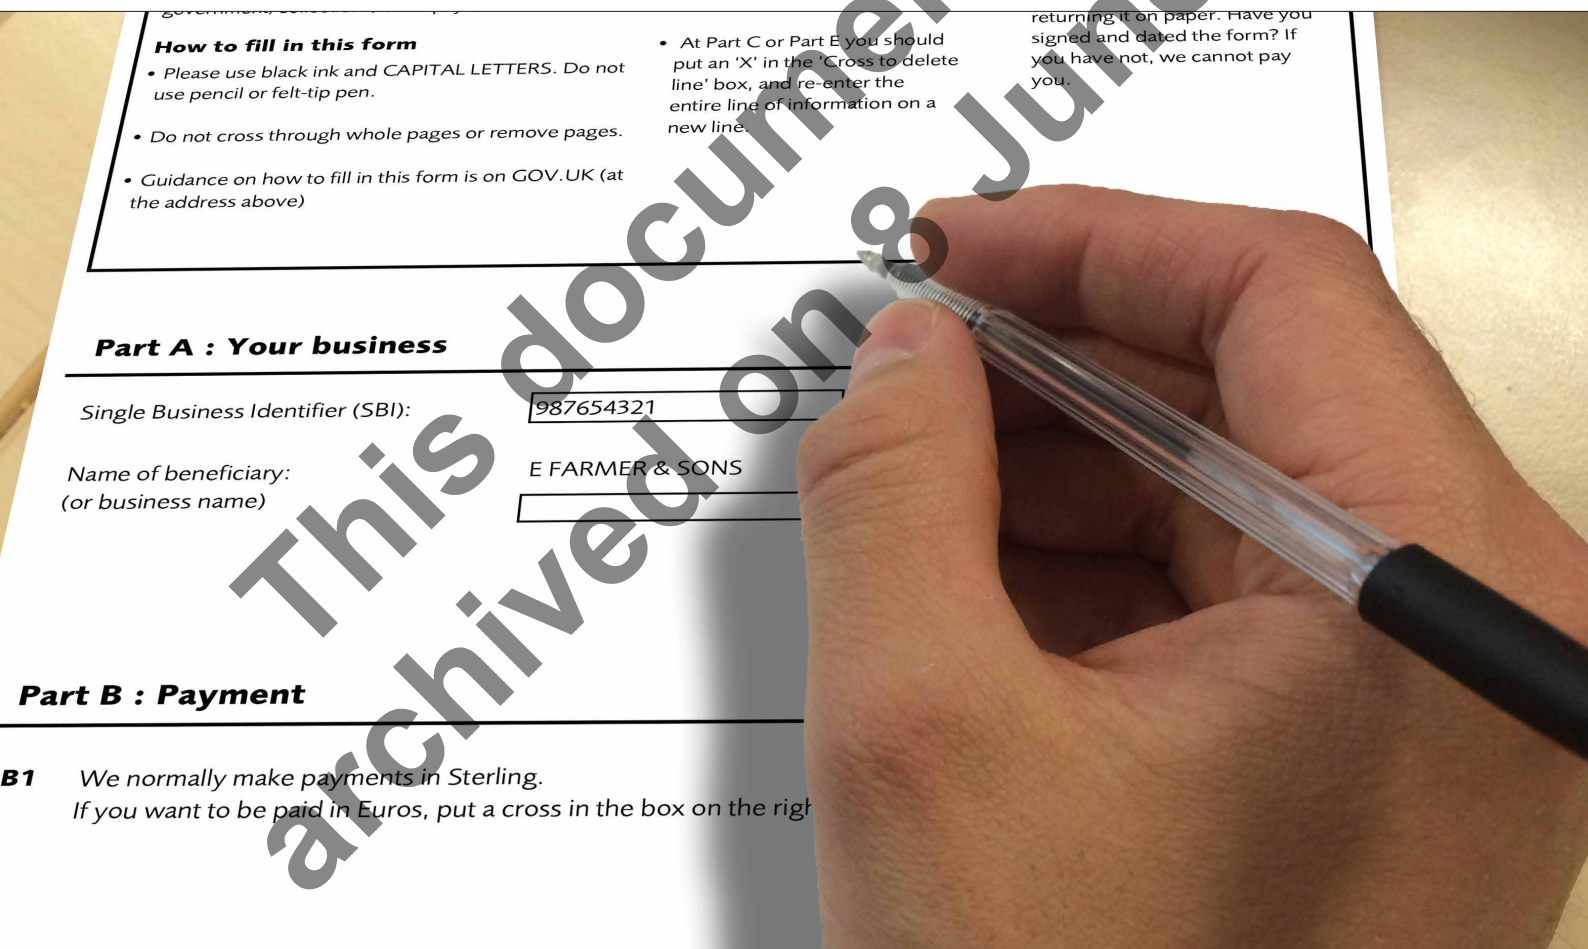 How to fill in this form
• Please use black ink and CAPITAL LETTERS. Do not
use pencil or felt-tip pen.
• Do not cross through whole pages or remove pages.
• Guidance on how to fill in this form is on GOV.UK (at
the address above)
• At Part C or Part E you should
put an 'X' in the 'Cross to delete
line' box, and re-enter the
entire line of information on a
new line.
returning it on paper. Have you
signed and dated the form? If
you have not, we cannot pay
you.
Part A : Your business
Single Business Identifier (SBI):
987654321
Name of beneficiary:
(or business name)
E FARMER & SONS
Part B : Payment
B1 We normally make payments in Sterling.
If you want to be paid in Euros, put a cross in the box on the
This
archived on 8